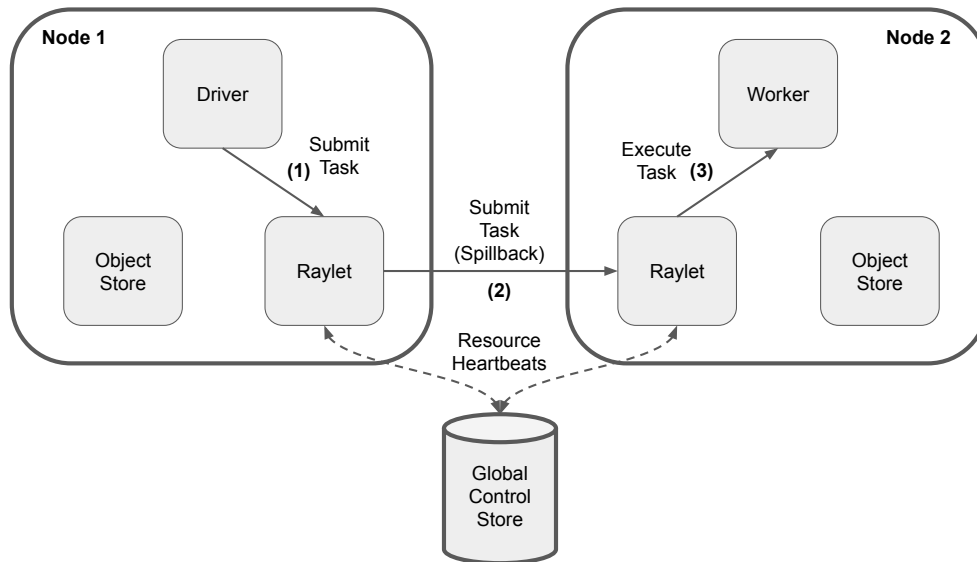 Node 1
Node 2
Driver
Worker
Submit
Task
(1)
Execute
Task
(3)
Submit
Task
(Spillback)
(2)
Object
Store
Raylet
Raylet
Object
Store
Resource
Heartbeats
Global
Control
Store